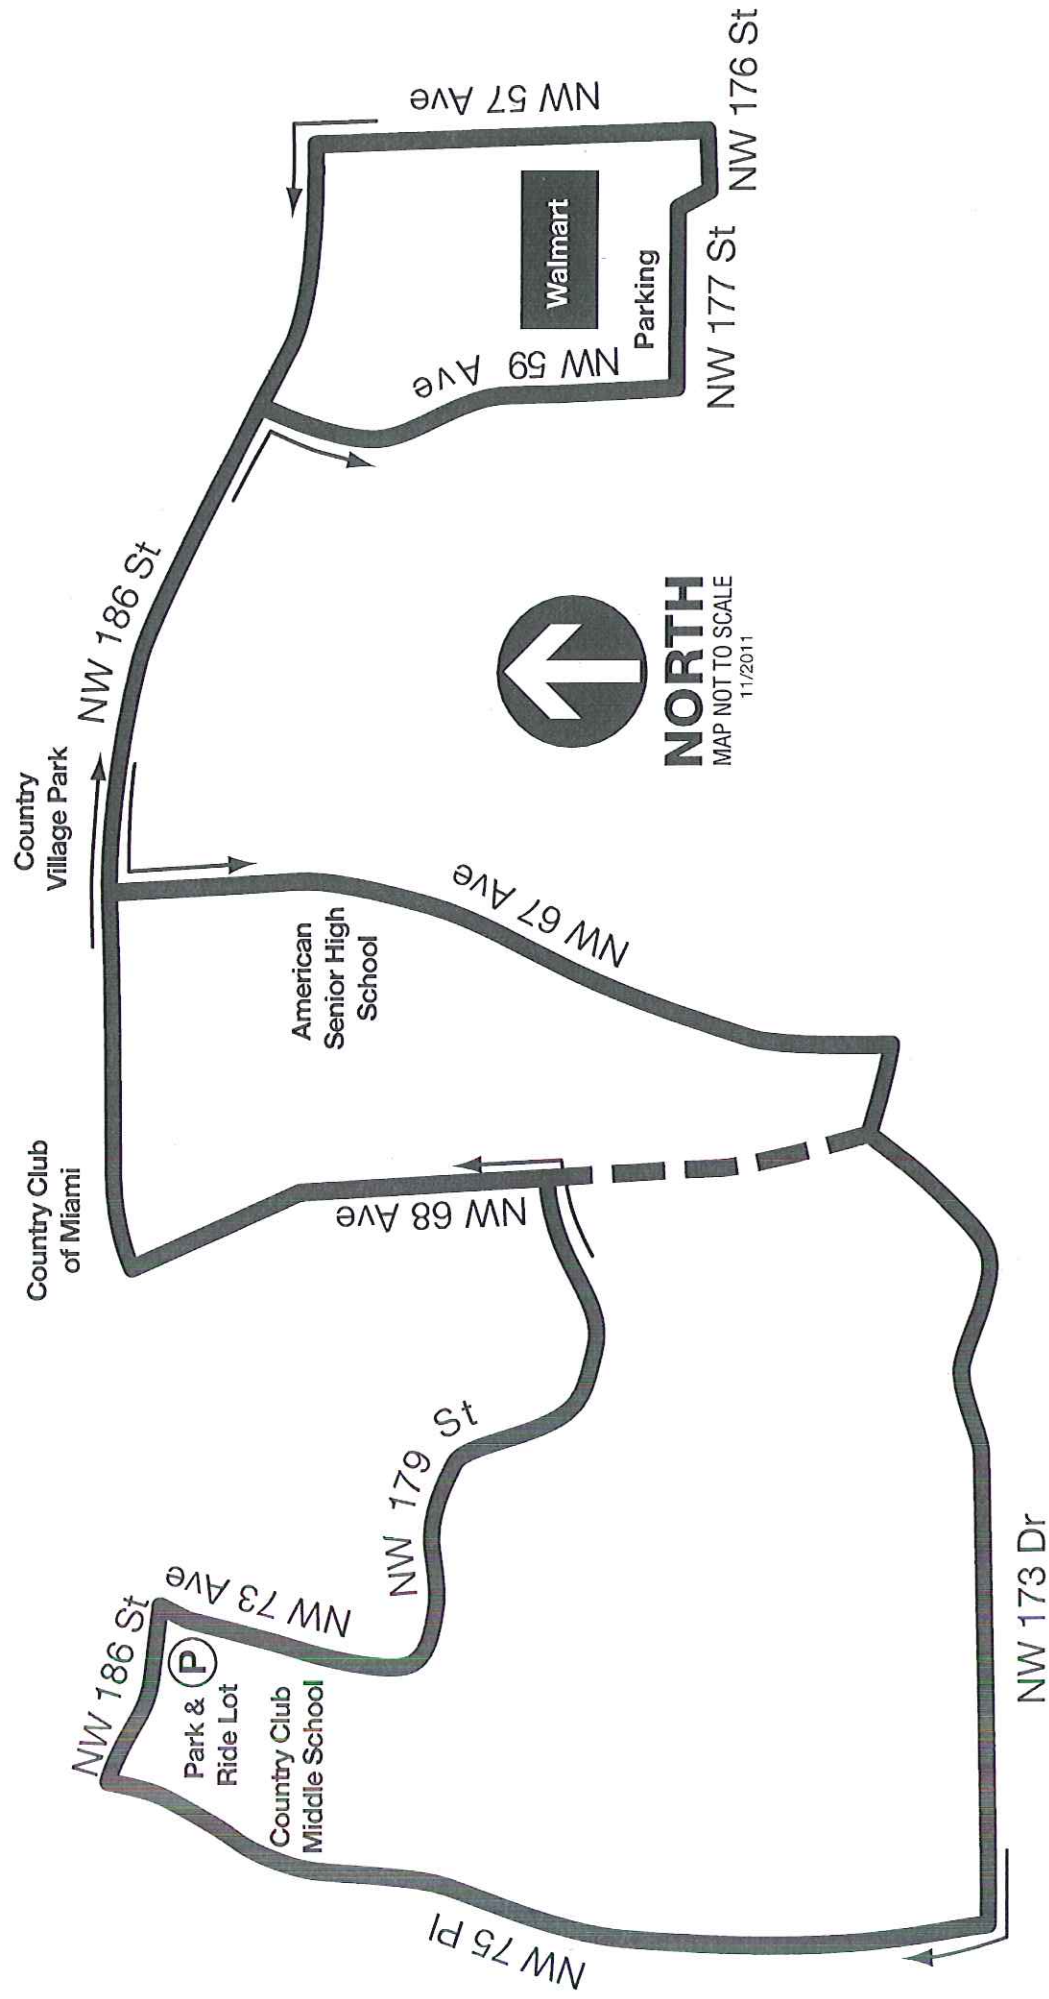 NW 186 St
Park &
Ride Lot
P
NW 73 Ave
Country Club
Middle School
NW 75 Pl
NW 179 St
NW 173 Dr
Country Club
of Miami
NW 68 Ave
American
Senior High
School
Country
Village Park
NW 186 St
NW 67 Ave
NORTH
MAP NOT TO SCALE
11/2011
NW 59 Ave
Walmart
Parking
NW 57 Ave
NW 177 St
NW 176 St